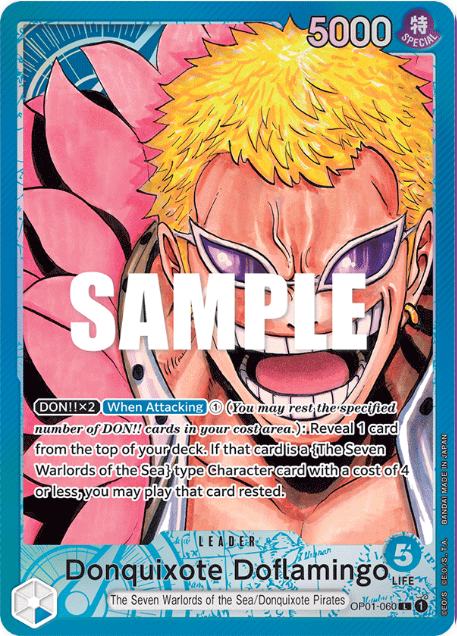 5000 特
SPECIAL
SAMPLE
DON!!×2 When Attacking ① (You may rest the specified
number of DON!! cards in your cost area.): Reveal 1 card
from the top of your deck. If that card is a {The Seven
Warlords of the Sea} type Character card with a cost of 4
or less, you may play that card rested.
LEADER
Donquixote Doflamingo
5
LIFE
The Seven Warlords of the Sea/Donquixote Pirates
OP01-060 L 1
BANDAI MADE IN JAPAN